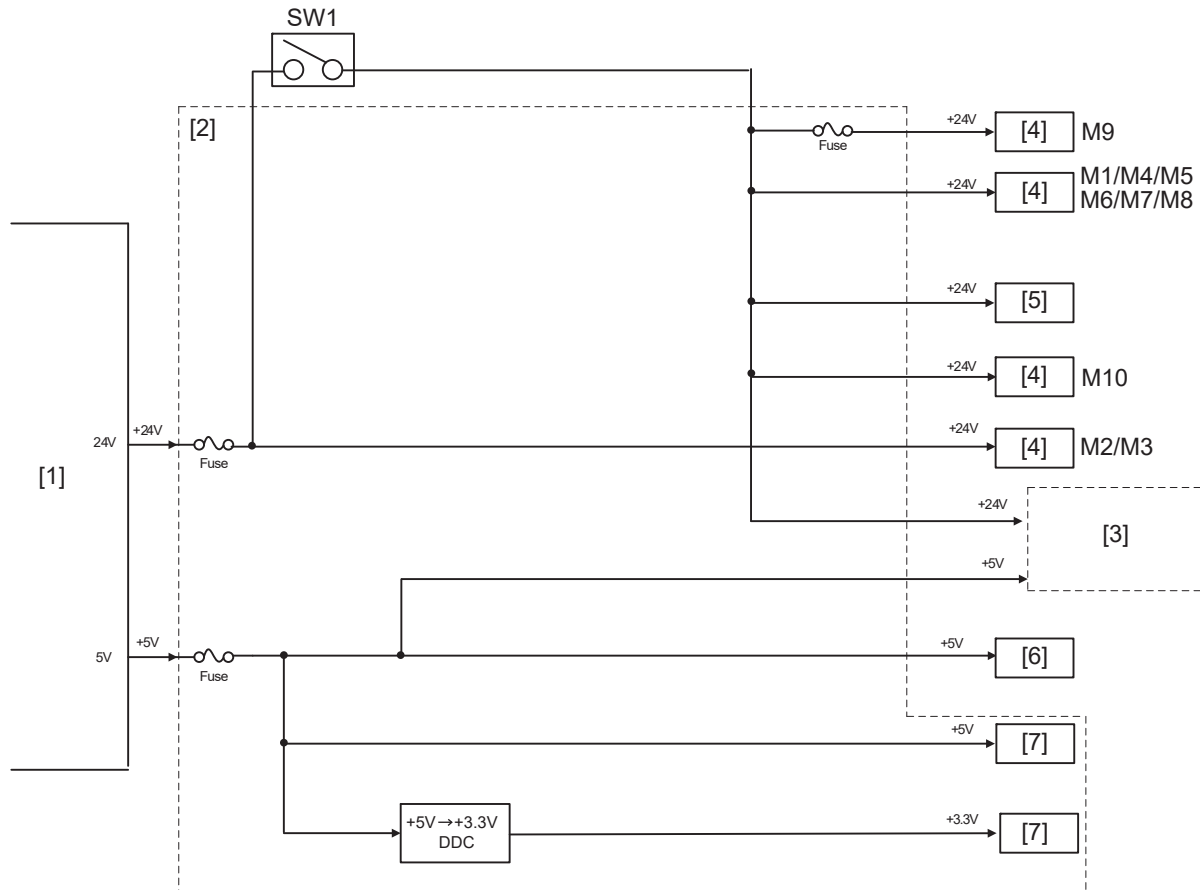 SW1
[2]
Fuse
+24V
[4]
M9
+24V
[4]
M1/M4/M5
M6/M7/M8
+24V
[5]
+24V
[4]
M10
[1]
24V
+24V
Fuse
+24V
[4]
M2/M3
+24V
[3]
+5V
5V
+5V
Fuse
+5V
[6]
+5V
[7]
+5V→+3.3V
DDC
+3.3V
[7]